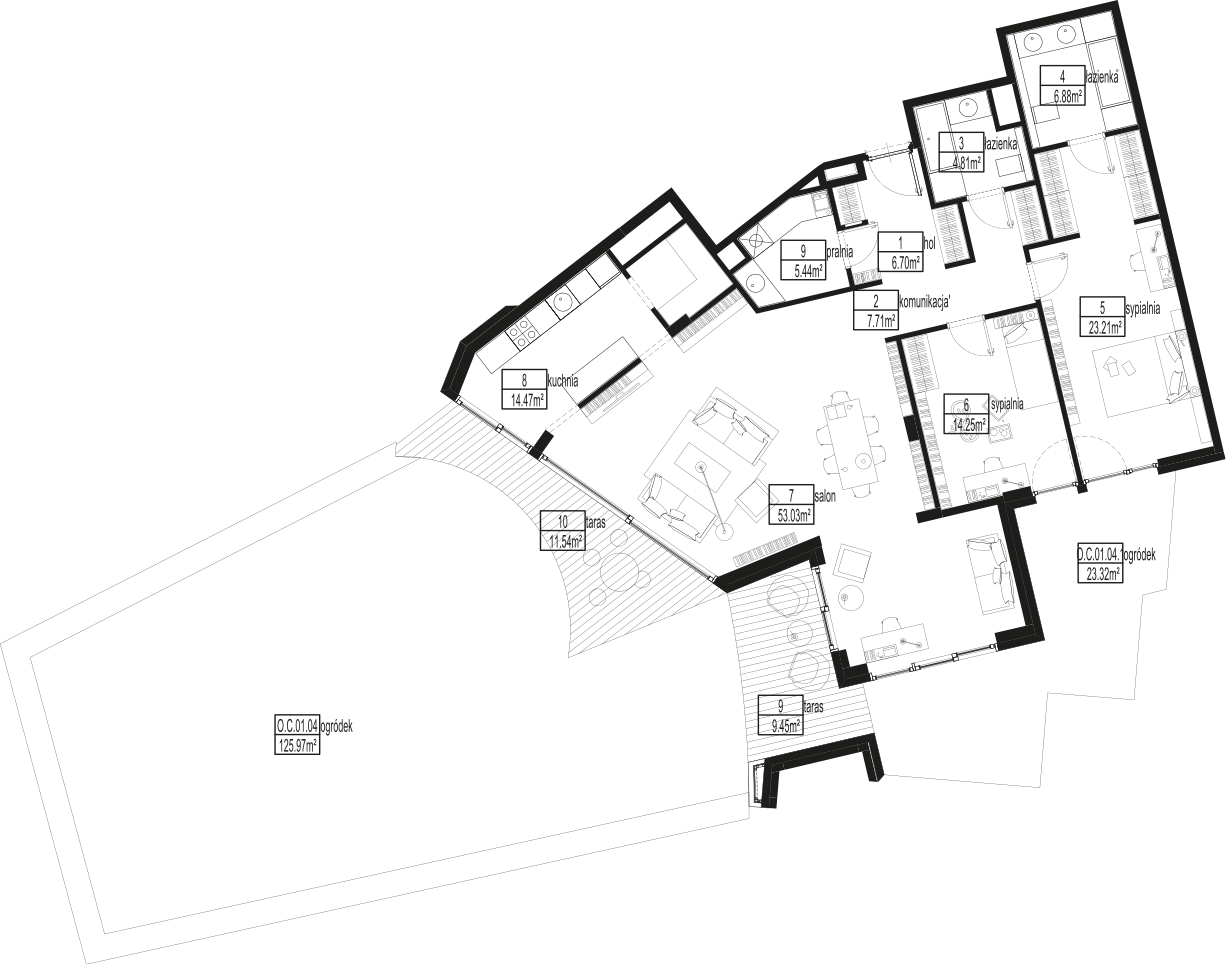 4 łazienka
6.88m²
3 łazienka
4.81m²
1 hol
6.70m²
9 pralnia
5.44m²
2 komunikacja'
7.71m²
5 sypialnia
23.21m²
8 kuchnia
14.47m²
6 sypialnia
14.25m²
7 salon
53.03m²
10 taras
11.54m²
O.C.01.04.1 ogródek
23.32m²
9 taras
9.45m²
O.C.01.04 ogródek
125.97m²